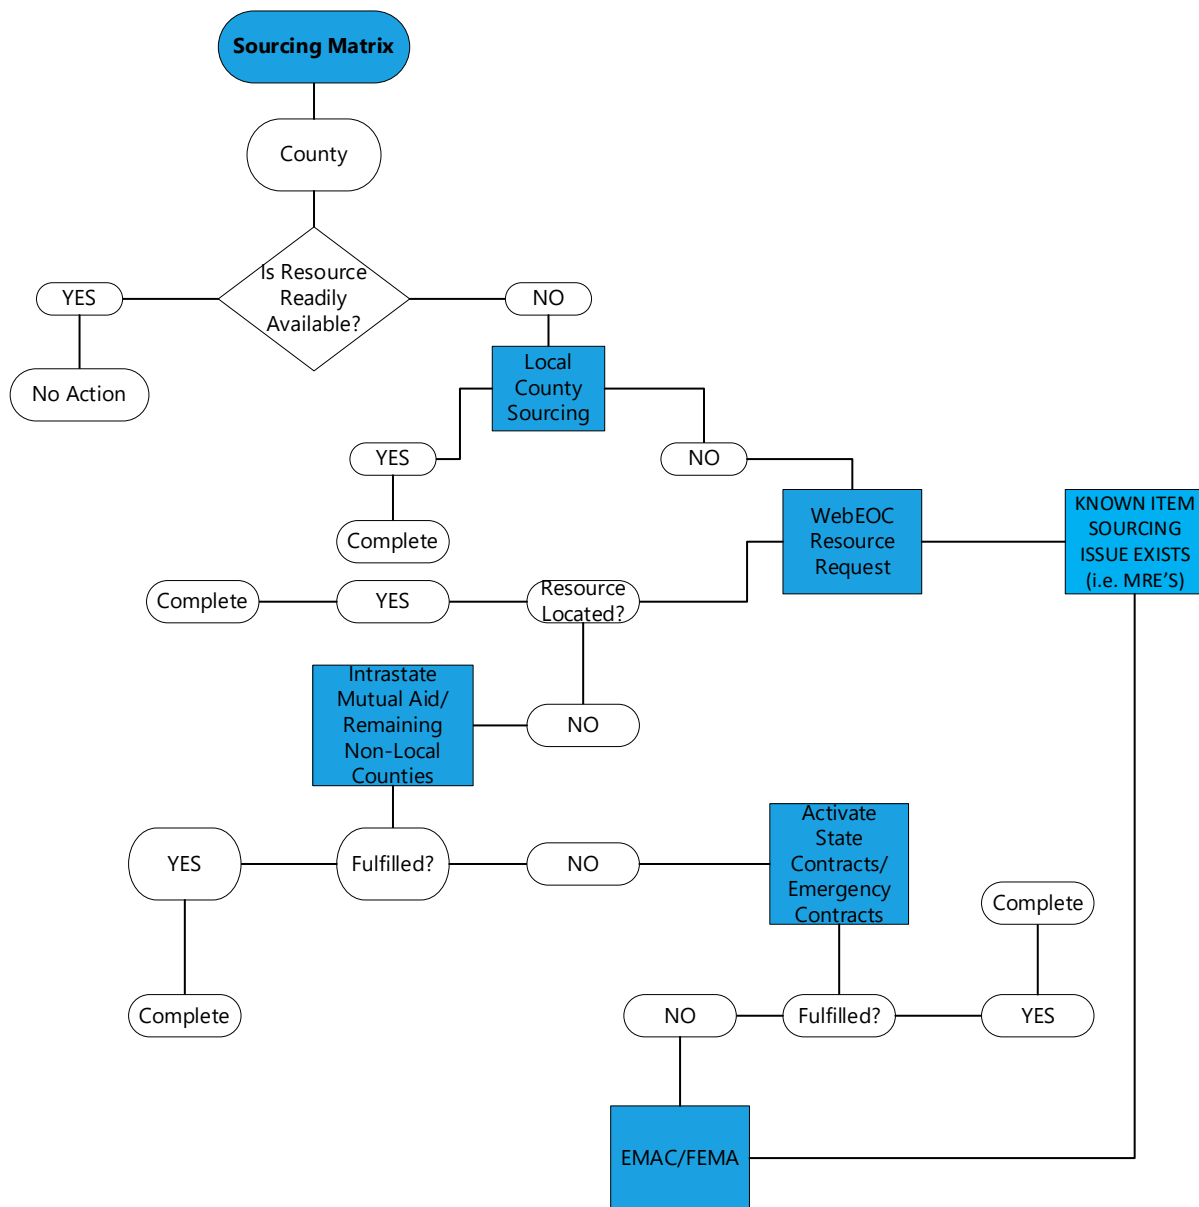 Sourcing Matrix
County
Is Resource
Readily
Available?
YES
NO
No Action
Local
County
Sourcing
YES
NO
Complete
WebEOC
Resource
Request
KNOWN ITEM
SOURCING
ISSUE EXISTS
(i.e. MRE'S)
Complete
YES
Resource
Located?
Intrastate
Mutual Aid/
Remaining
Non-Local
Counties
NO
YES
Fulfilled?
NO
Activate
State
Contracts/
Emergency
Contracts
Complete
Complete
NO
Fulfilled?
YES
EMAC/FEMA